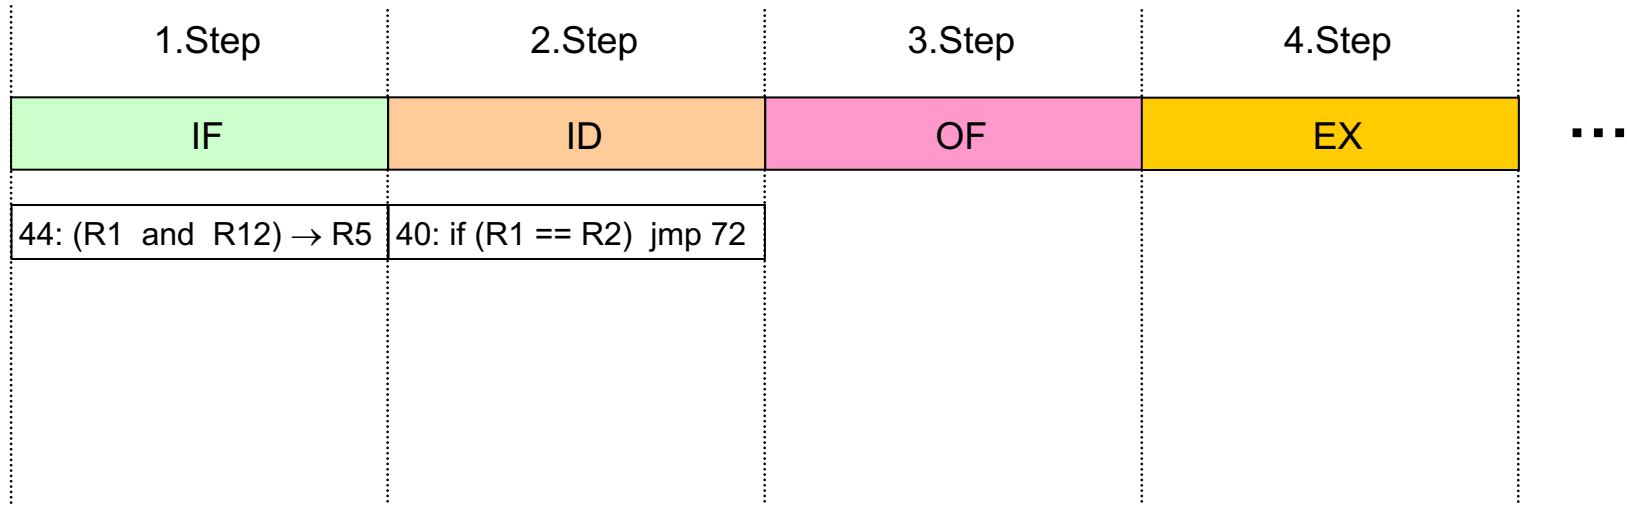 1.Step 2.Step 3.Step 4.Step
IF ID OF EX ...
44: (R1 and R12) → R5 40: if (R1 == R2) jmp 72